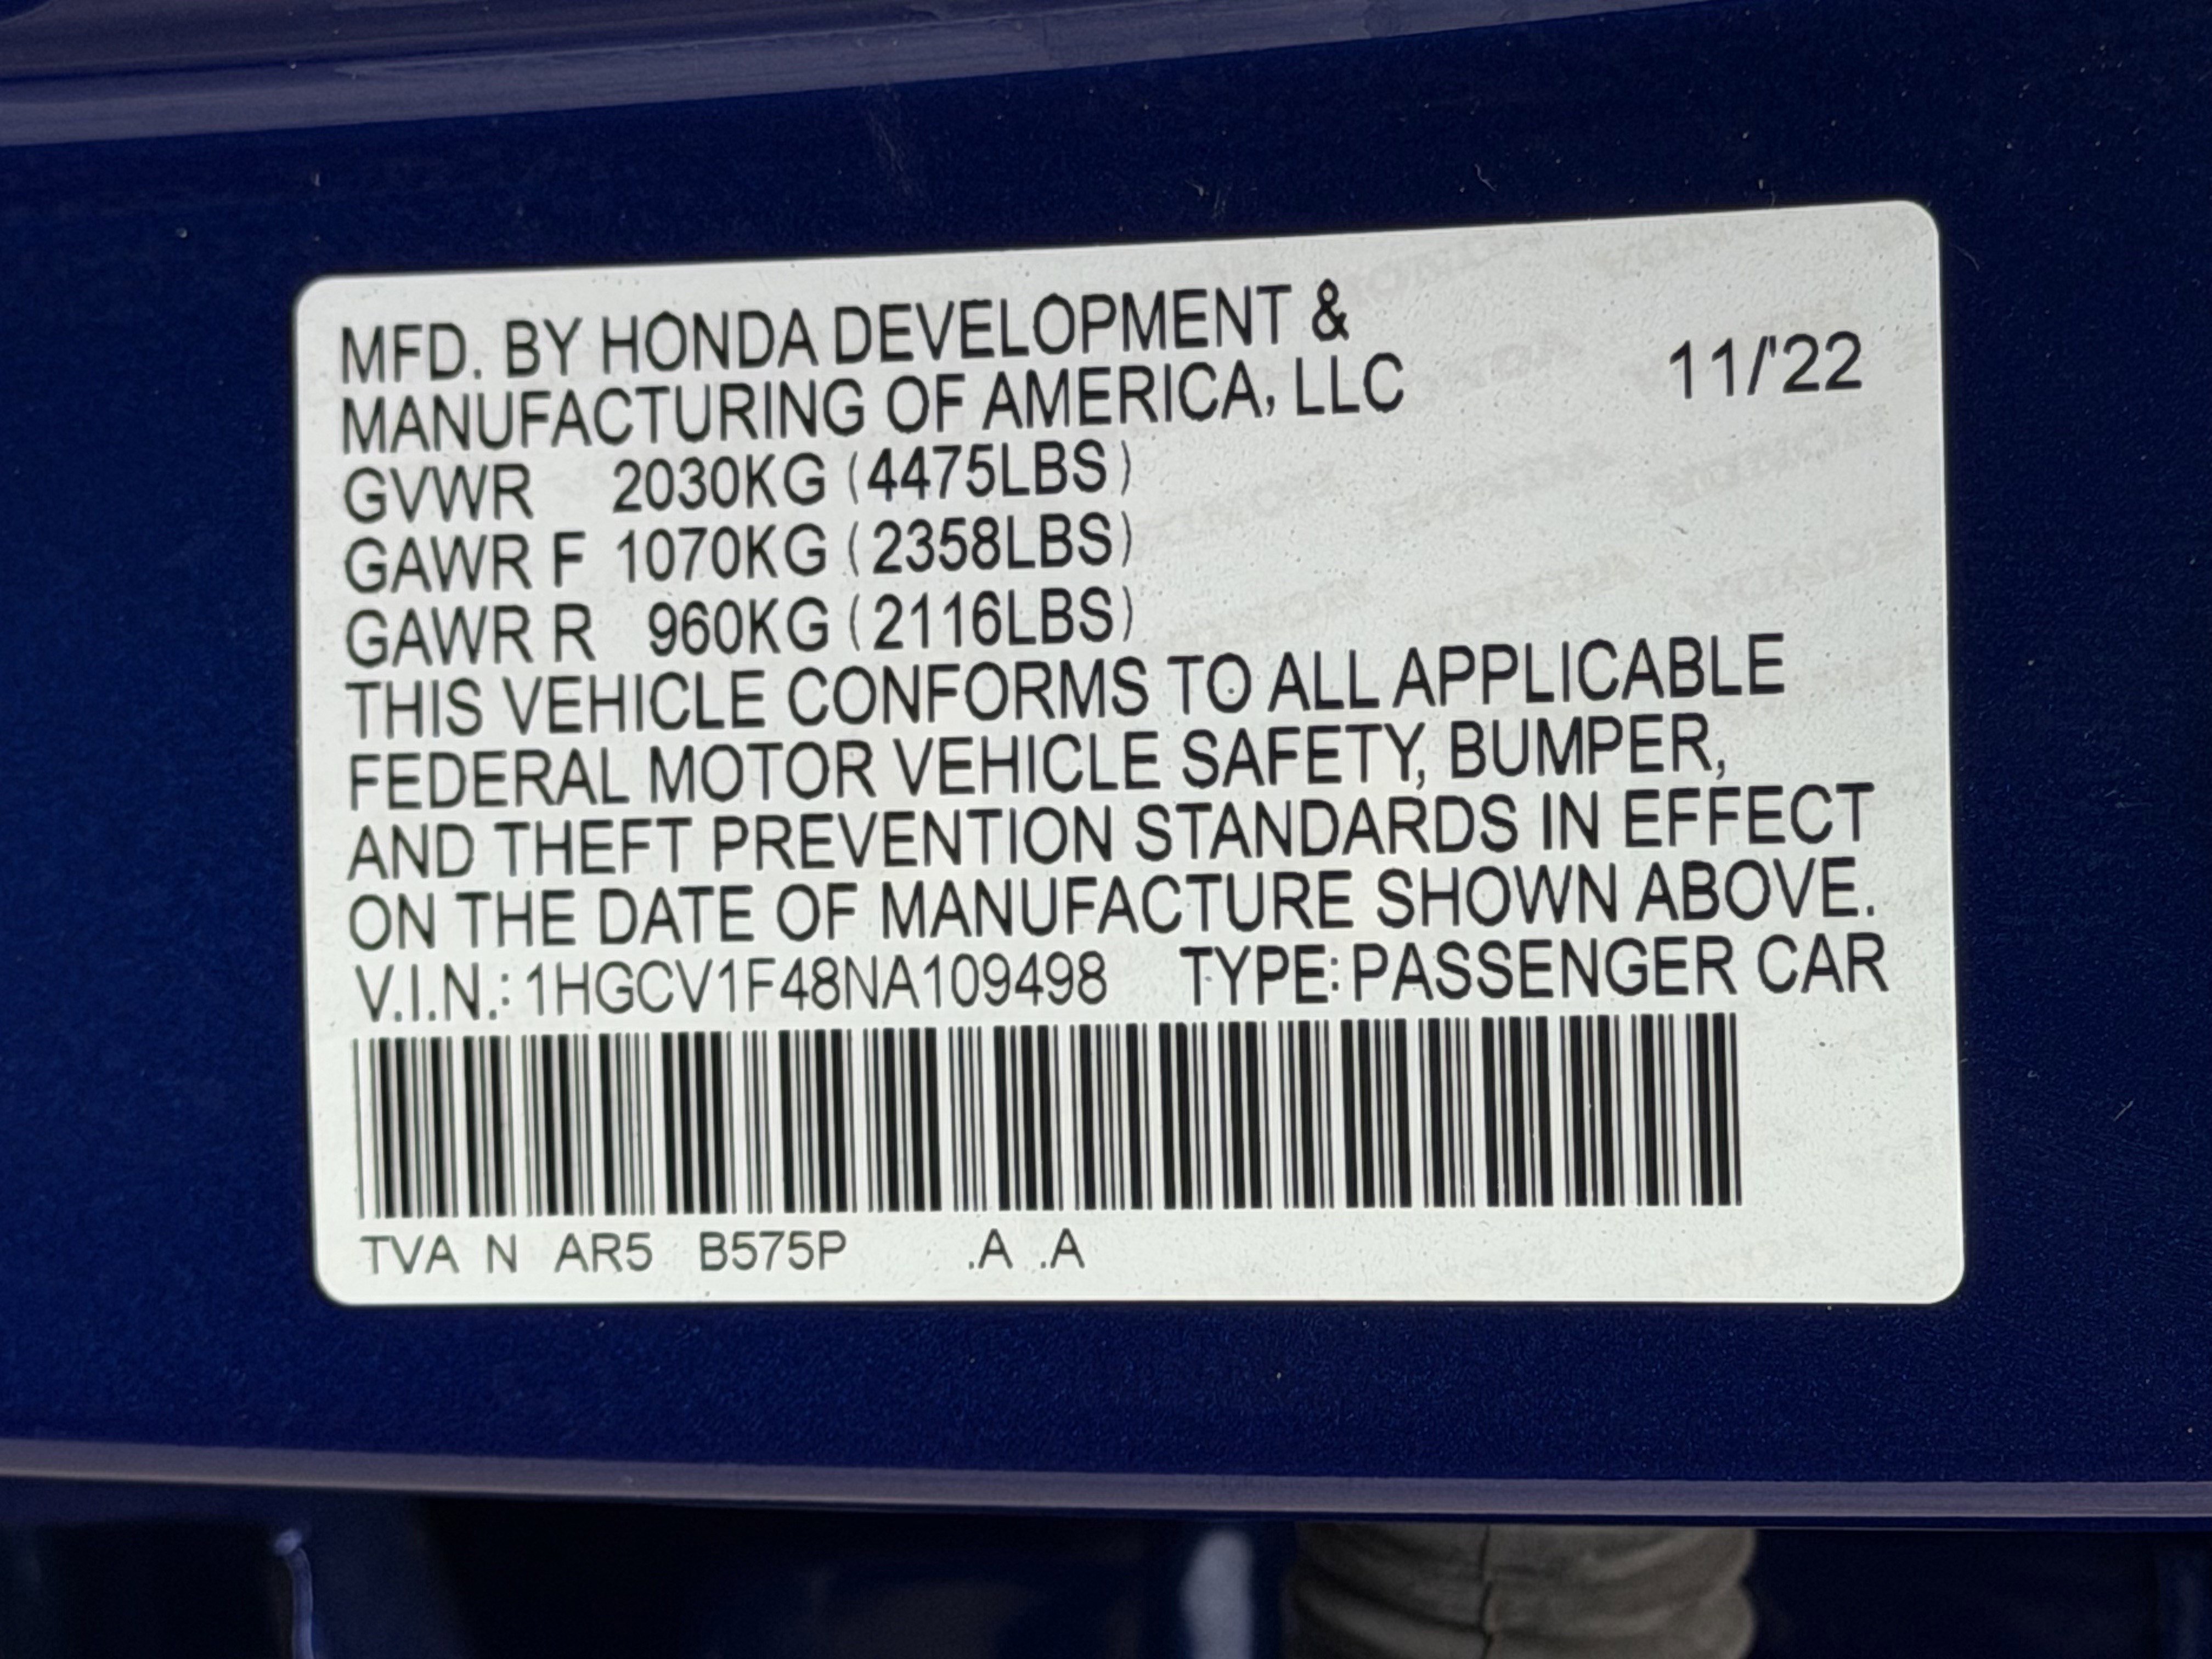 MFD. BY HONDA DEVELOPMENT &
MANUFACTURING OF AMERICA, LLC 11/'22
GVWR 2030KG (4475LBS)
GAWR F 1070KG (2358LBS)
GAWR R 960KG (2116LBS)
THIS VEHICLE CONFORMS TO ALL APPLICABLE
FEDERAL MOTOR VEHICLE SAFETY, BUMPER,
AND THEFT PREVENTION STANDARDS IN EFFECT
ON THE DATE OF MANUFACTURE SHOWN ABOVE.
V.I.N.: 1HGCV1F48NA109498 TYPE: PASSENGER CAR
TVA N AR5 B575P .A .A